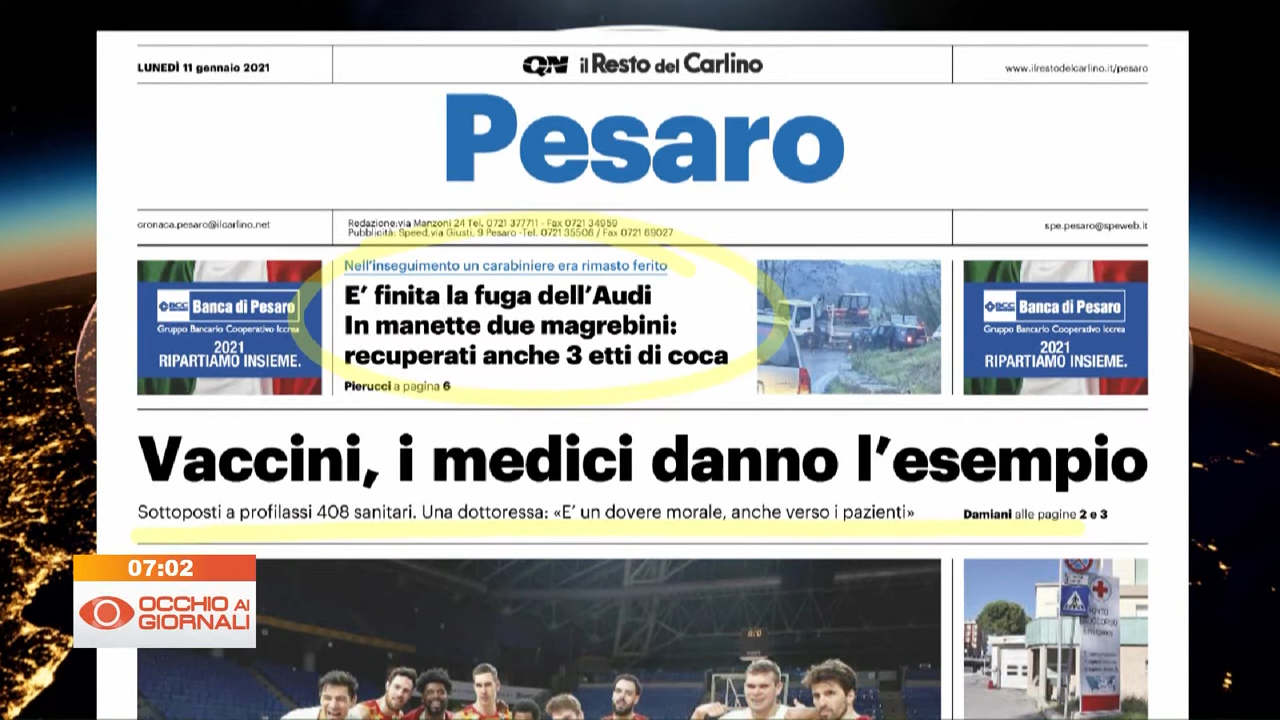 LUNEDÌ 11 gennaio 2021
QN il Resto del Carlino
www.ilrestodelcarlino.it/pesaro
Pesaro
cronaca.pesaro@ilcarlino.net
Redazione: via Manzoni 24 Tel. 0721 377711 - Fax 0721 34959
Pubblicità: Speed, via Giusti, 9 Pesaro -Tel. 0721 35506 / Fax 0721 69027
spe.pesaro@speweb.it
BCC Banca di Pesaro
Gruppo Bancario Cooperativo Iccrea
2021
RIPARTIAMO INSIEME.
Nell'inseguimento un carabiniere era rimasto ferito
E' finita la fuga dell'Audi
In manette due magrebini:
recuperati anche 3 etti di coca
Pierucci a pagina 6
BCC Banca di Pesaro
Gruppo Bancario Cooperativo Iccrea
2021
RIPARTIAMO INSIEME.
Vaccini, i medici danno l'esempio
Sottoposti a profilassi 408 sanitari. Una dottoressa: «E' un dovere morale, anche verso i pazienti»
Damiani alle pagine 2 e 3
07:02
OCCHIO AI
GIORNALI